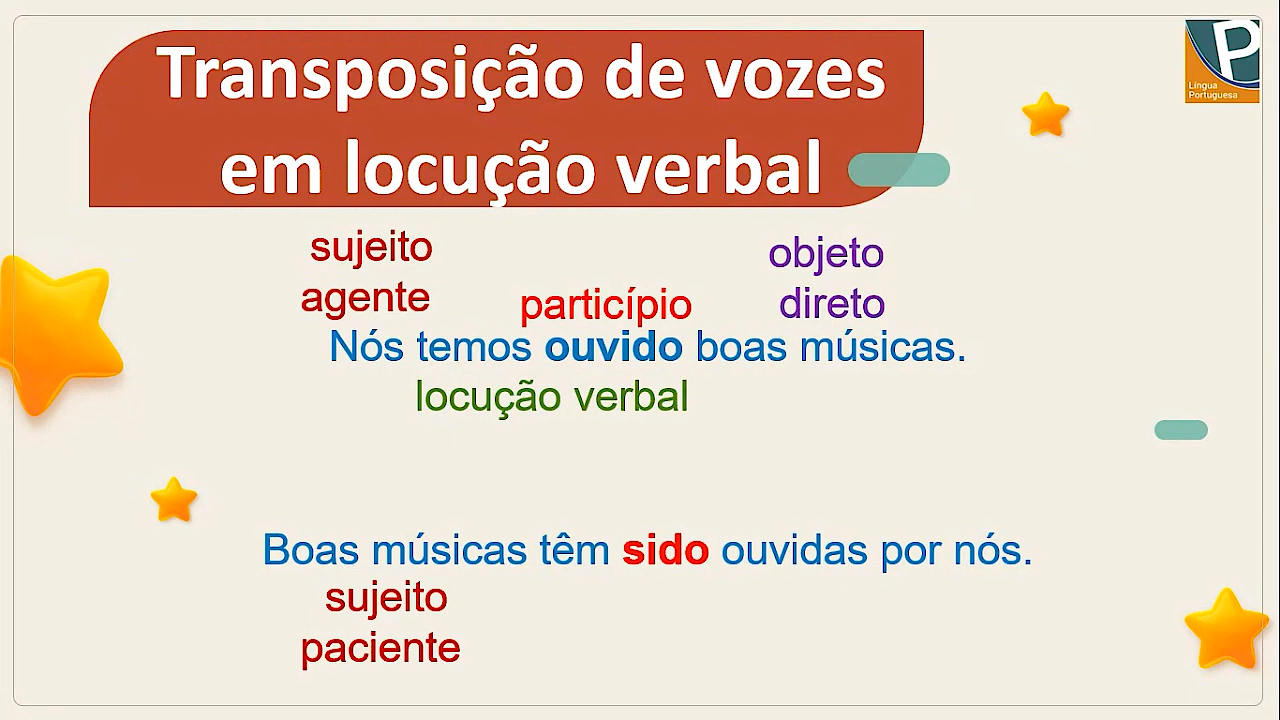 Transposição de vozes
em locução verbal
P
Língua
Portuguesa
sujeito
agente
particípio
objeto
direto
Nós temos ouvido boas músicas.
locução verbal
Boas músicas têm sido ouvidas por nós.
sujeito
paciente